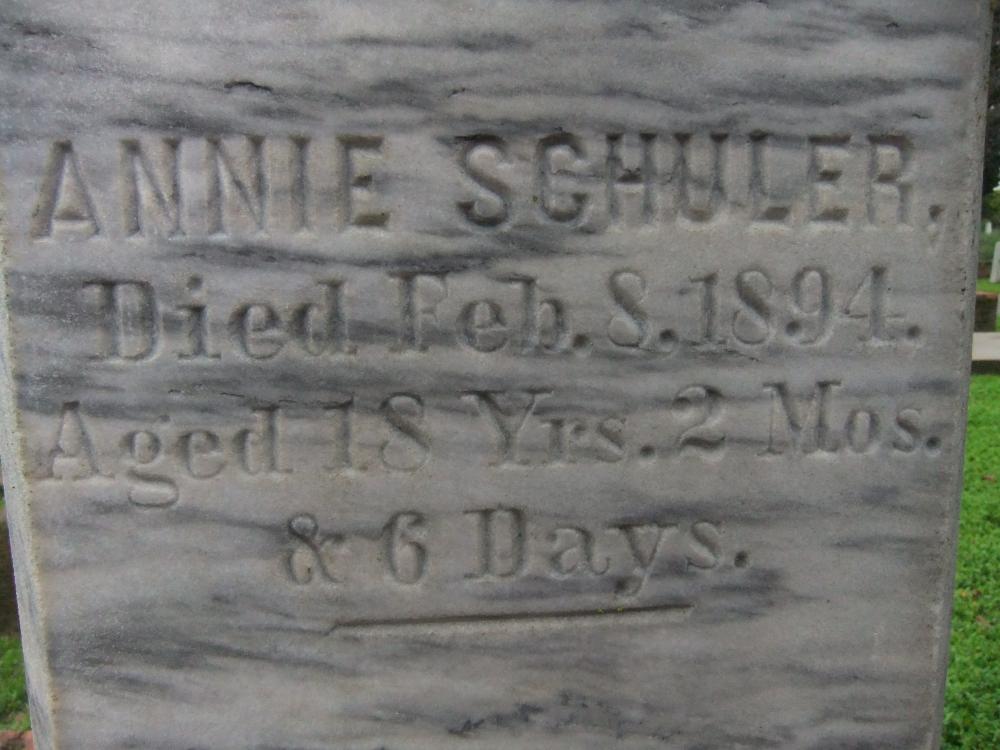 ANNIE SCHULER,
Died Feb. 8, 1894.
Aged 18 Yrs. 2 Mos.
& 6 Days.